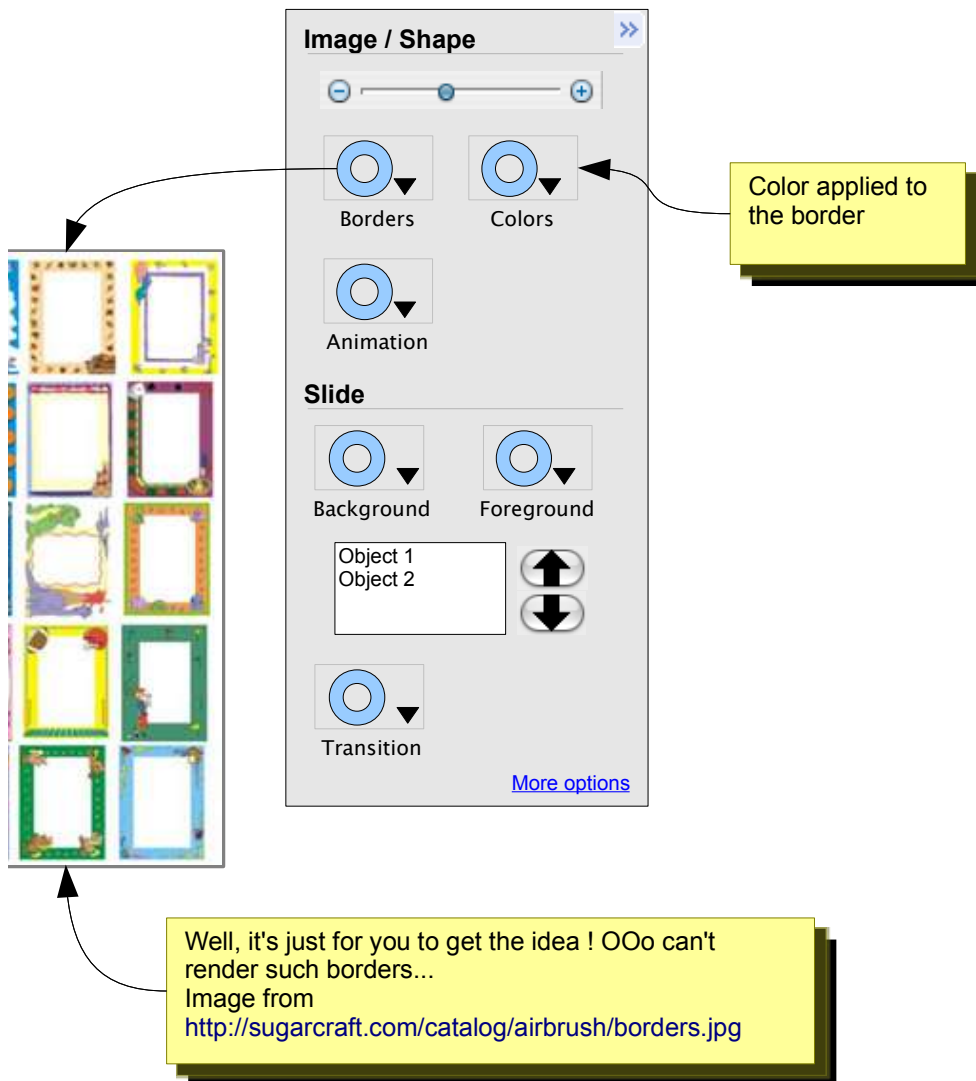 Image / Shape
Borders
Colors
Color applied to
the border
Animation
Slide
Background
Foreground
Object 1
Object 2
Transition
More options
Well, it's just for you to get the idea ! OOo can't
render such borders...
Image from
http://sugarcraft.com/catalog/airbrush/borders.jpg